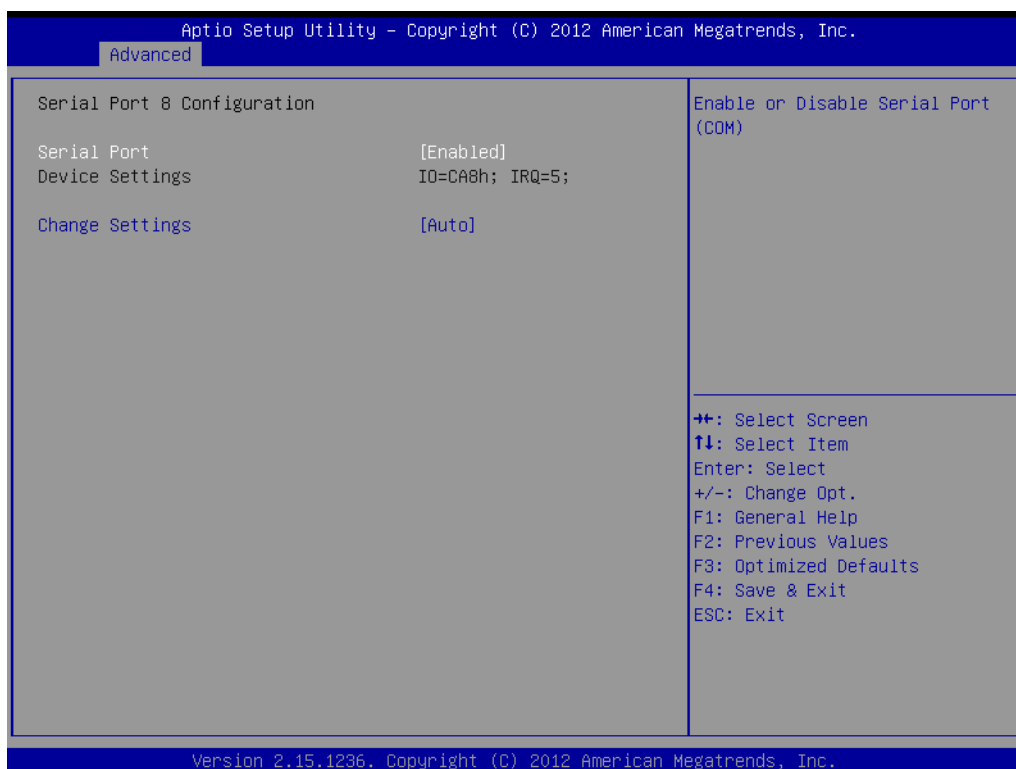 Aptio Setup Utility – Copyright (C) 2012 American Megatrends, Inc.
Advanced
Serial Port 8 Configuration
Serial Port [Enabled]
Device Settings IO=CA8h; IRQ=5;
Change Settings [Auto]
Enable or Disable Serial Port
(COM)
→←: Select Screen
↑↓: Select Item
Enter: Select
+/-: Change Opt.
F1: General Help
F2: Previous Values
F3: Optimized Defaults
F4: Save & Exit
ESC: Exit
Version 2.15.1236. Copyright (C) 2012 American Megatrends, Inc.